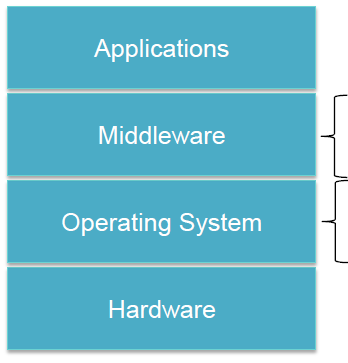 Applications
Middleware
Operating System
Hardware